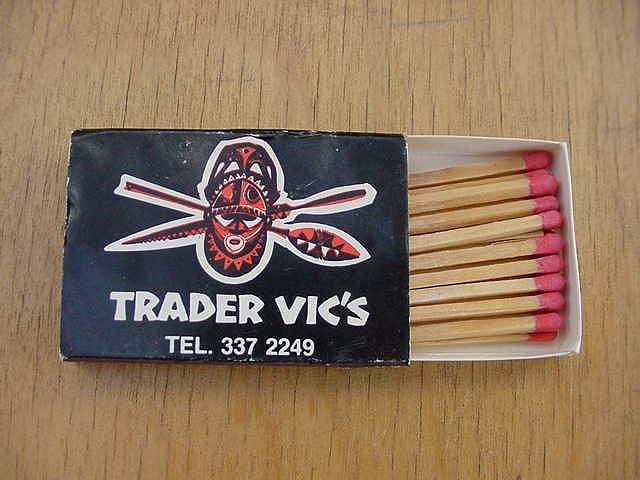 TRADER VIC'S
TEL. 337 2249